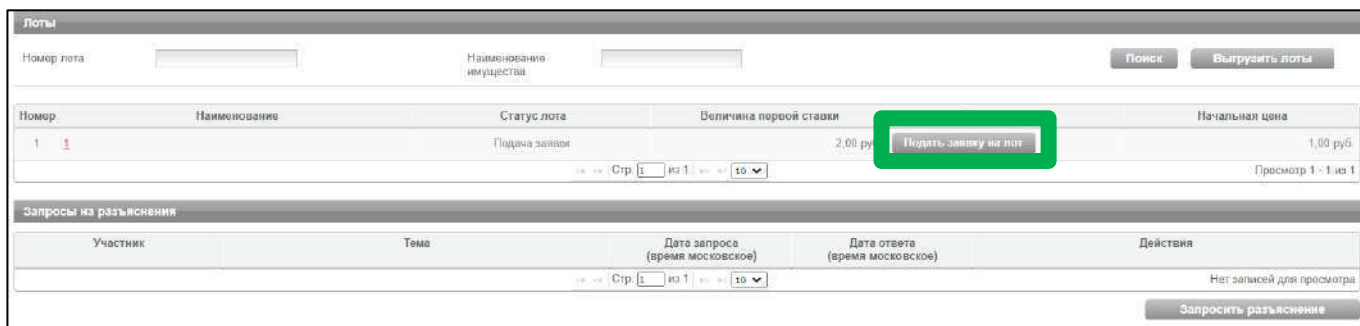 Лоты
Номер лота Наименование имущества Поиск Выгрузить лоты
Номер Наименование Статус лота Величина первой ставки Начальная цена
1 1 Подача заявок 2,00 ру Подать заявку на лот 1,00 руб.
Стр. 1 из 1 10 Просмотр 1 - 1 из 1
Запросы на разъяснения
Участник Тема Дата запроса (время московское) Дата ответа (время московское) Действия
Стр. 1 из 1 10 Нет записей для просмотра
Запросить разъяснение